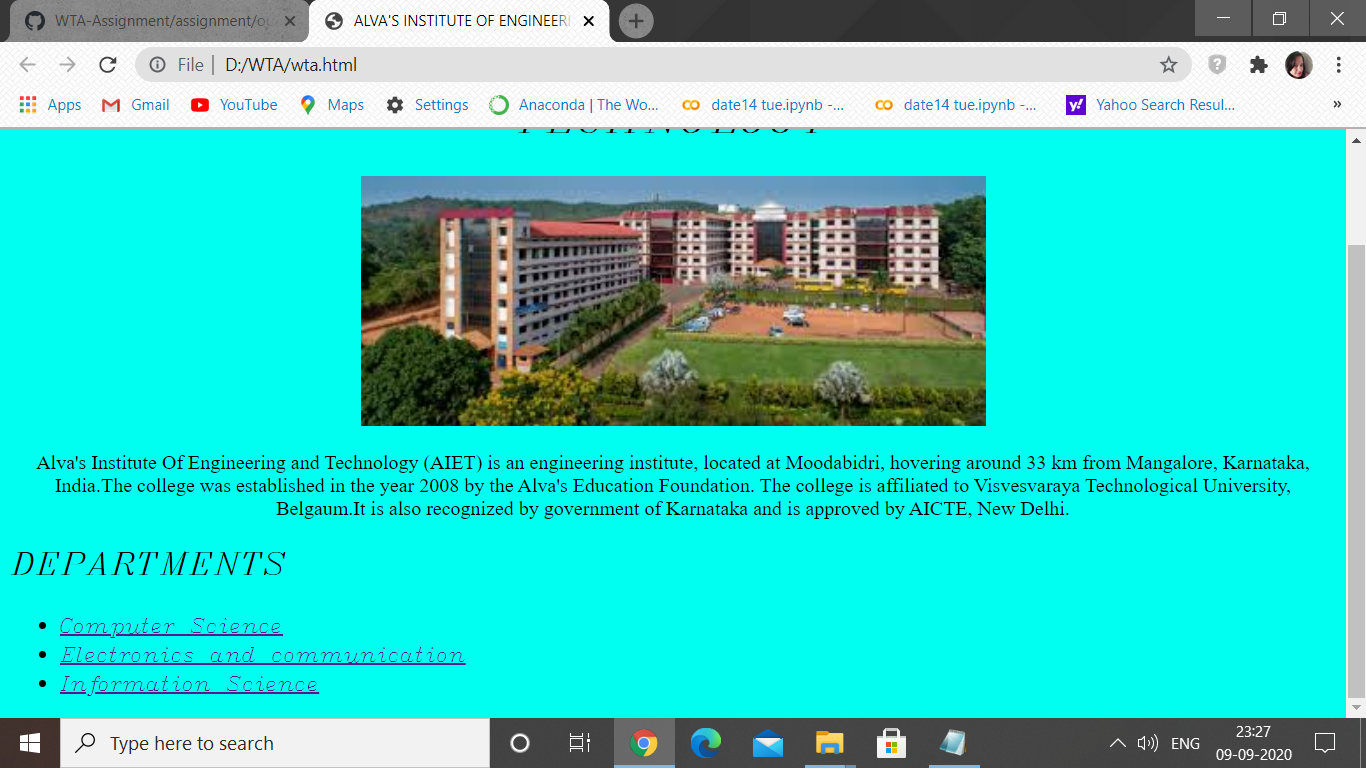 WTA-Assignment/assignment/o
ALVA'S INSTITUTE OF ENGINEERI
File | D:/WTA/wta.html
Apps Gmail YouTube Maps Settings Anaconda | The Wo... date14 tue.ipynb -... date14 tue.ipynb -... Yahoo Search Resul... »
TECHNOLOGY
Alva's Institute Of Engineering and Technology (AIET) is an engineering institute, located at Moodabidri, hovering around 33 km from Mangalore, Karnataka,
India.The college was established in the year 2008 by the Alva's Education Foundation. The college is affiliated to Visvesvaraya Technological University,
Belgaum.It is also recognized by government of Karnataka and is approved by AICTE, New Delhi.
DEPARTMENTS
Computer Science
Electronics and communication
Information Science
Type here to search
ENG
23:27
09-09-2020